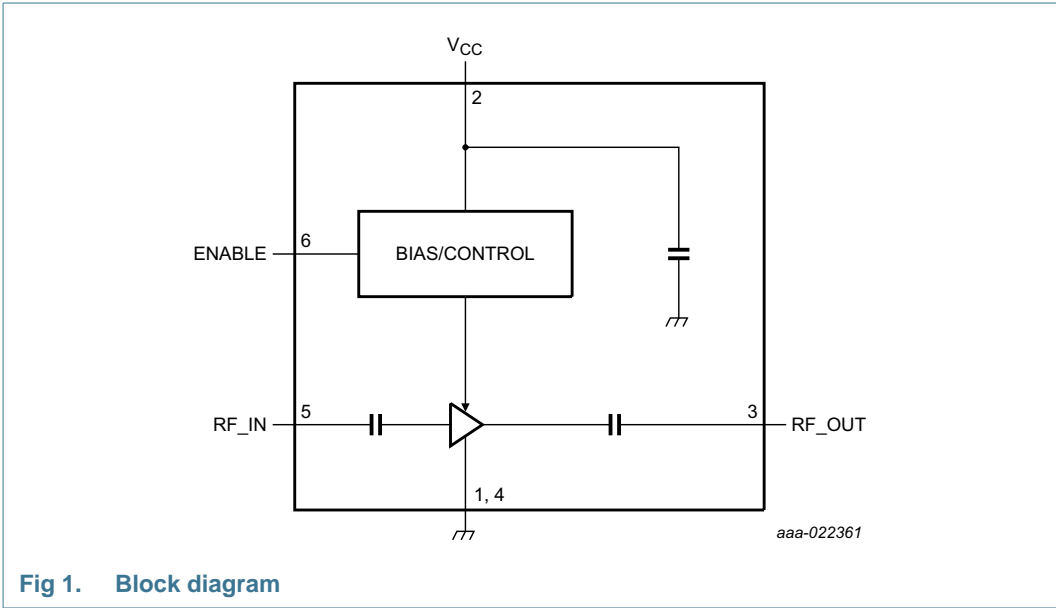 VCC
2
ENABLE
6
BIAS/CONTROL
RF_IN
5
3
RF_OUT
1, 4
aaa-022361
Fig 1. Block diagram